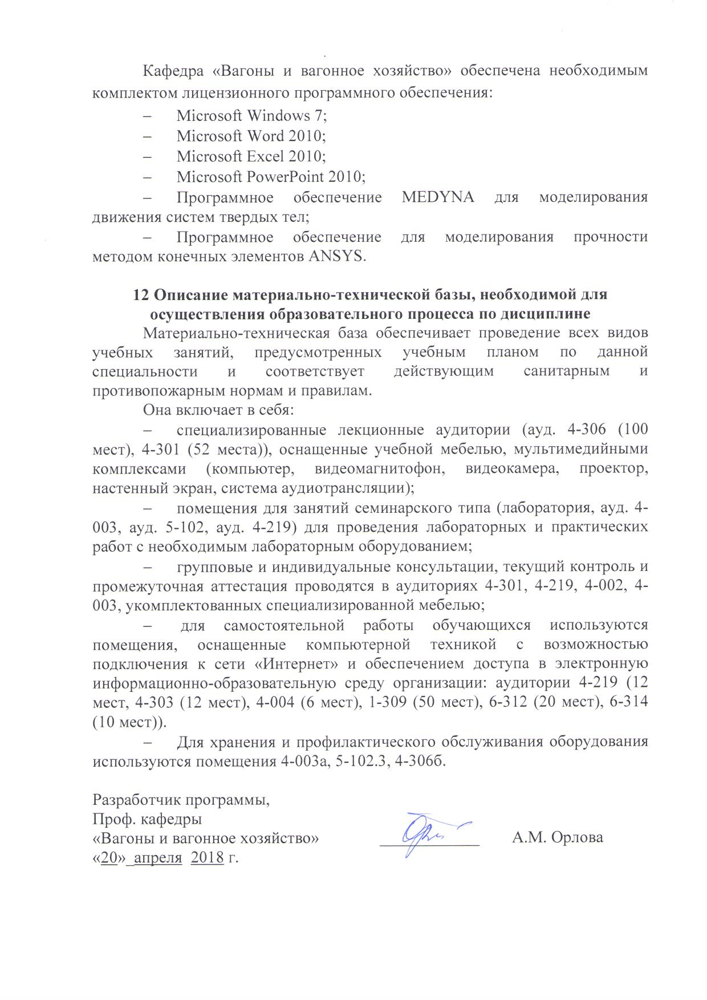 Кафедра «Вагоны и вагонное хозяйство» обеспечена необходимым
комплектом лицензионного программного обеспечения:
– Microsoft Windows 7;
– Microsoft Word 2010;
– Microsoft Excel 2010;
– Microsoft PowerPoint 2010;
– Программное обеспечение MEDYNA для моделирования
движения систем твердых тел;
– Программное обеспечение для моделирования прочности
методом конечных элементов ANSYS.
12 Описание материально-технической базы, необходимой для
осуществления образовательного процесса по дисциплине
Материально-техническая база обеспечивает проведение всех видов
учебных занятий, предусмотренных учебным планом по данной
специальности и соответствует действующим санитарным и
противопожарным нормам и правилам.
Она включает в себя:
– специализированные лекционные аудитории (ауд. 4-306 (100
мест), 4-301 (52 места)), оснащенные учебной мебелью, мультимедийными
комплексами (компьютер, видеомагнитофон, видеокамера, проектор,
настенный экран, система аудиотрансляции);
– помещения для занятий семинарского типа (лаборатория, ауд. 4-
003, ауд. 5-102, ауд. 4-219) для проведения лабораторных и практических
работ с необходимым лабораторным оборудованием;
– групповые и индивидуальные консультации, текущий контроль и
промежуточная аттестация проводятся в аудиториях 4-301, 4-219, 4-002, 4-
003, укомплектованных специализированной мебелью;
– для самостоятельной работы обучающихся используются
помещения, оснащенные компьютерной техникой с возможностью
подключения к сети «Интернет» и обеспечением доступа в электронную
информационно-образовательную среду организации: аудитории 4-219 (12
мест, 4-303 (12 мест), 4-004 (6 мест), 1-309 (50 мест), 6-312 (20 мест), 6-314
(10 мест)).
– Для хранения и профилактического обслуживания оборудования
используются помещения 4-003а, 5-102.3, 4-306б.
Разработчик программы,
Проф. кафедры
«Вагоны и вагонное хозяйство» ____________ А.М. Орлова
«20»_апреля 2018 г.